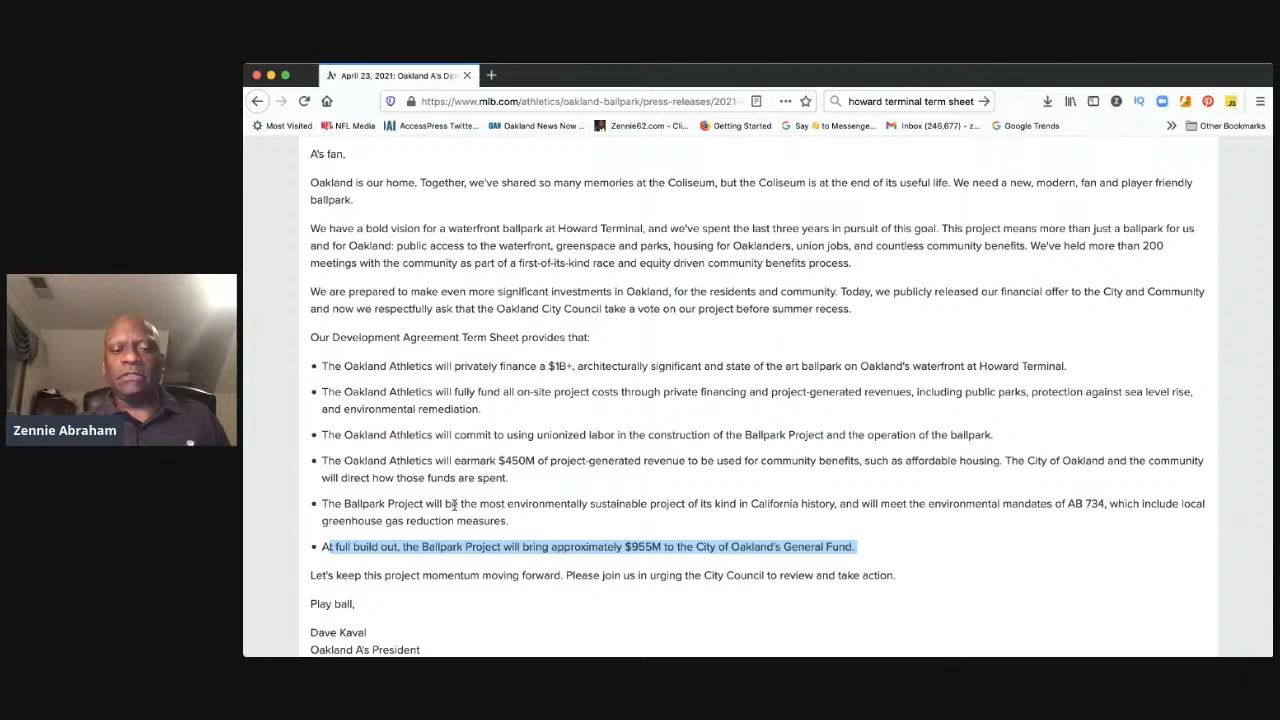 April 23, 2021: Oakland A's Dev
https://www.mlb.com/athletics/oakland-ballpark/press-releases/2021-
howard terminal term sheet
Most Visited NFL Media AccessPress Twitte... Oakland News Now ... Zennie62.com - Cli... Getting Started Say 👋 to Messenge... Inbox (246,677) - z... Google Trends Other Bookmarks
A's fan,
Oakland is our home. Together, we've shared so many memories at the Coliseum, but the Coliseum is at the end of its useful life. We need a new, modern, fan and player friendly
ballpark.
We have a bold vision for a waterfront ballpark at Howard Terminal, and we've spent the last three years in pursuit of this goal. This project means more than just a ballpark for us
and for Oakland: public access to the waterfront, greenspace and parks, housing for Oaklanders, union jobs, and countless community benefits. We've held more than 200
meetings with the community as part of a first-of-its-kind race and equity driven community benefits process.
We are prepared to make even more significant investments in Oakland, for the residents and community. Today, we publicly released our financial offer to the City and Community
and now we respectfully ask that the Oakland City Council take a vote on our project before summer recess.
Our Development Agreement Term Sheet provides that:
• The Oakland Athletics will privately finance a $1B+, architecturally significant and state of the art ballpark on Oakland's waterfront at Howard Terminal.
• The Oakland Athletics will fully fund all on-site project costs through private financing and project-generated revenues, including public parks, protection against sea level rise,
and environmental remediation.
• The Oakland Athletics will commit to using unionized labor in the construction of the Ballpark Project and the operation of the ballpark.
• The Oakland Athletics will earmark $450M of project-generated revenue to be used for community benefits, such as affordable housing. The City of Oakland and the community
will direct how those funds are spent.
• The Ballpark Project will be the most environmentally sustainable project of its kind in California history, and will meet the environmental mandates of AB 734, which include local
greenhouse gas reduction measures.
• At full build out, the Ballpark Project will bring approximately $955M to the City of Oakland's General Fund.
Let's keep this project momentum moving forward. Please join us in urging the City Council to review and take action.
Play ball,
Dave Kaval
Oakland A's President
Zennie Abraham